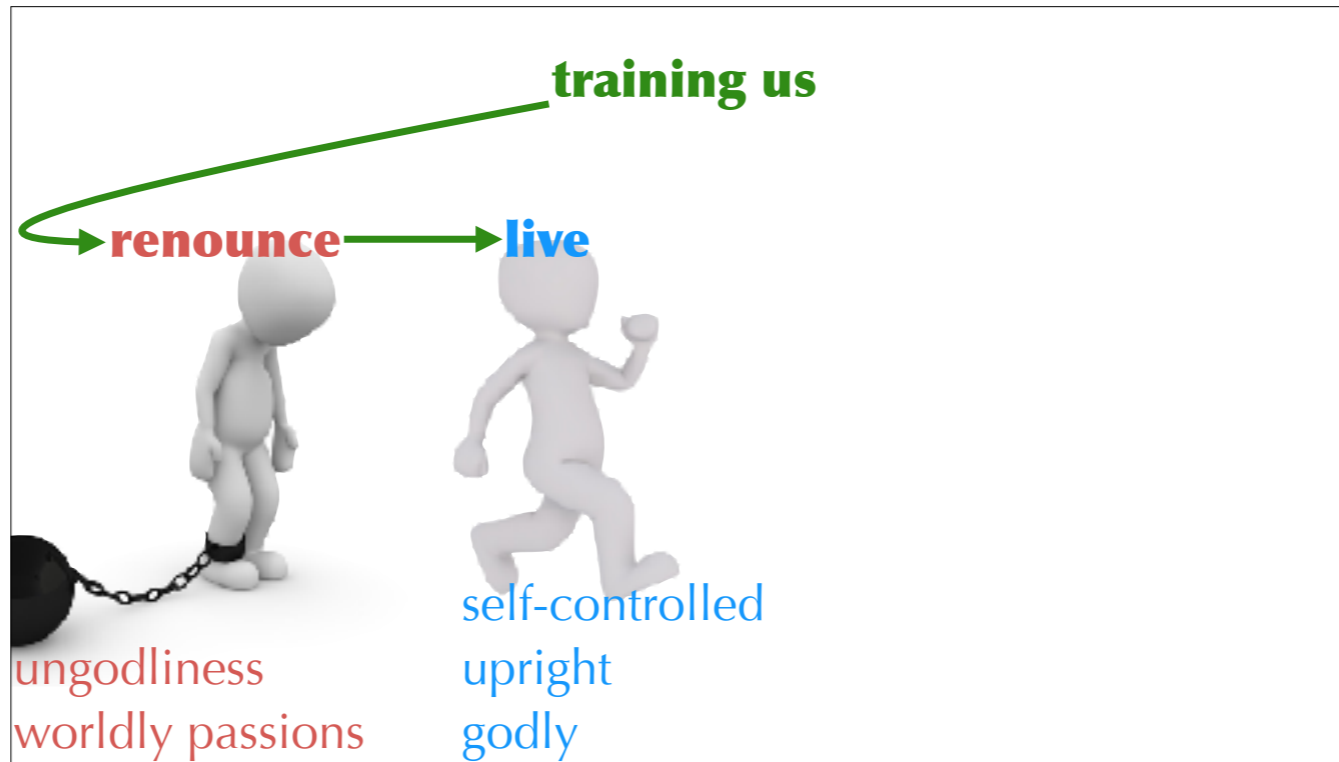 training us
renounce
live
self-controlled
ungodliness
upright
worldly passions
godly